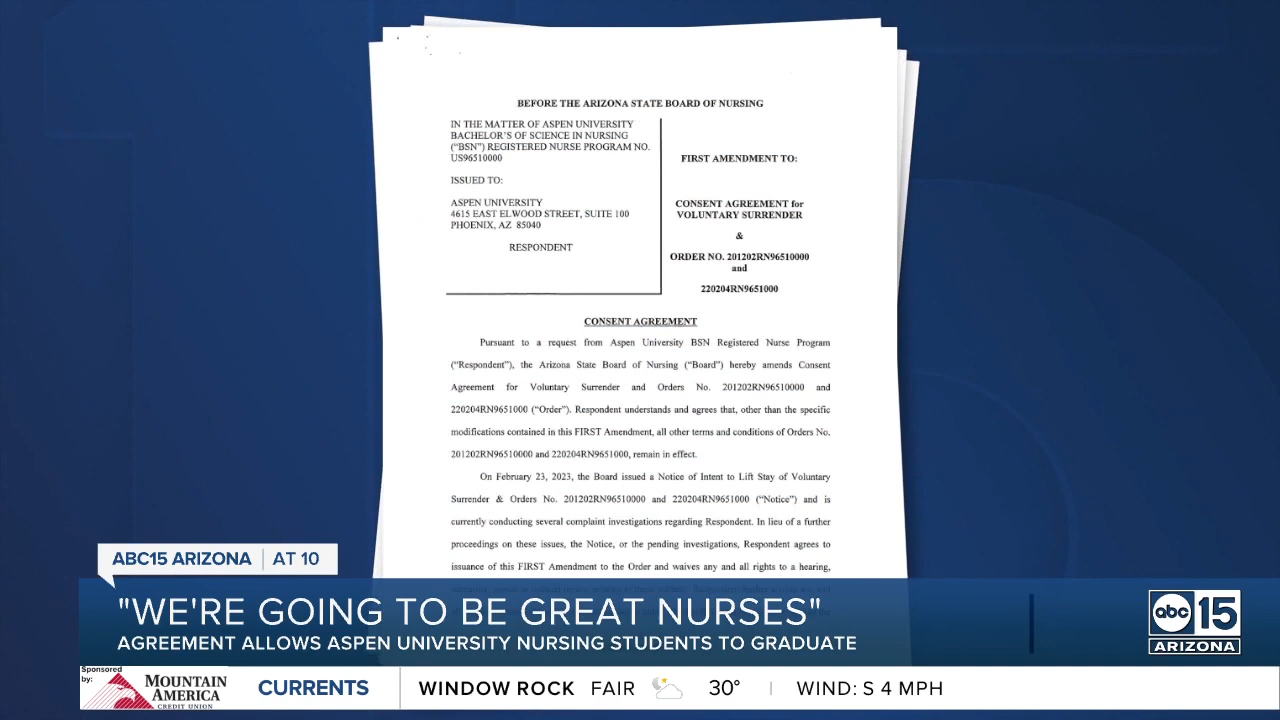 BEFORE THE ARIZONA STATE BOARD OF NURSING
IN THE MATTER OF ASPEN UNIVERSITY
BACHELOR'S OF SCIENCE IN NURSING
("BSN") REGISTERED NURSE PROGRAM NO.
US96510000
ISSUED TO:
ASPEN UNIVERSITY
4615 EAST ELWOOD STREET, SUITE 100
PHOENIX, AZ 85040
RESPONDENT
FIRST AMENDMENT TO:
CONSENT AGREEMENT for
VOLUNTARY SURRENDER
&
ORDER NO. 201202RN96510000
and
220204RN9651000
CONSENT AGREEMENT
Pursuant to a request from Aspen University BSN Registered Nurse Program
("Respondent"), the Arizona State Board of Nursing ("Board") hereby amends Consent
Agreement for Voluntary Surrender and Orders No. 201202RN96510000 and
220204RN9651000 ("Order"). Respondent understands and agrees that, other than the specific
modifications contained in this FIRST Amendment, all other terms and conditions of Orders No.
201202RN96510000 and 220204RN9651000, remain in effect.
On February 23, 2023, the Board issued a Notice of Intent to Lift Stay of Voluntary
Surrender & Orders No. 201202RN96510000 and 220204RN9651000 ("Notice") and is
currently conducting several complaint investigations regarding Respondent. In lieu of a further
proceedings on these issues, the Notice, or the pending investigations, Respondent agrees to
issuance of this FIRST Amendment to the Order and waives any and all rights to a hearing,
ABC15 ARIZONA | AT 10
"WE'RE GOING TO BE GREAT NURSES"
AGREEMENT ALLOWS ASPEN UNIVERSITY NURSING STUDENTS TO GRADUATE
abc 15
ARIZONA
Sponsored
by:
MOUNTAIN
AMERICA
CREDIT UNION
CURRENTS
WINDOW ROCK FAIR 30° | WIND: S 4 MPH